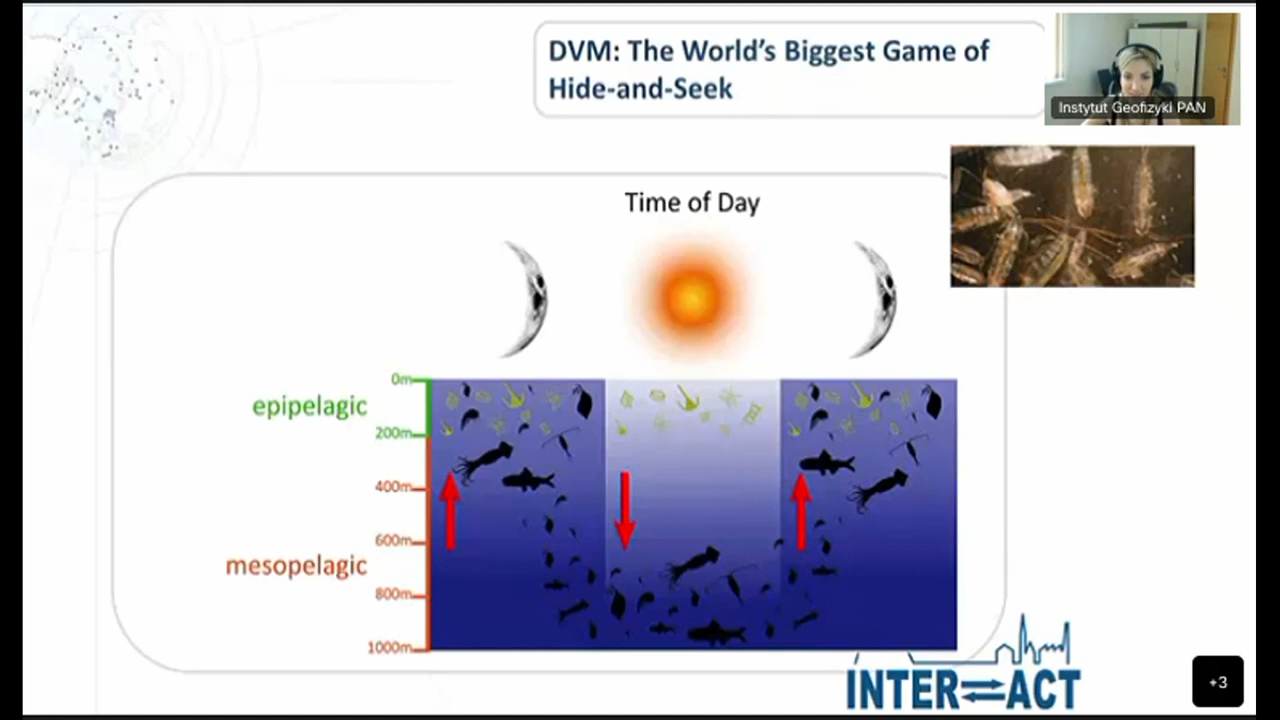 DVM: The World's Biggest Game of
Hide-and-Seek
Instytut Geofizyki PAN
Time of Day
0m
epipelagic
200m
400m
600m
mesopelagic
800m
1000m
INTER ACT
+3